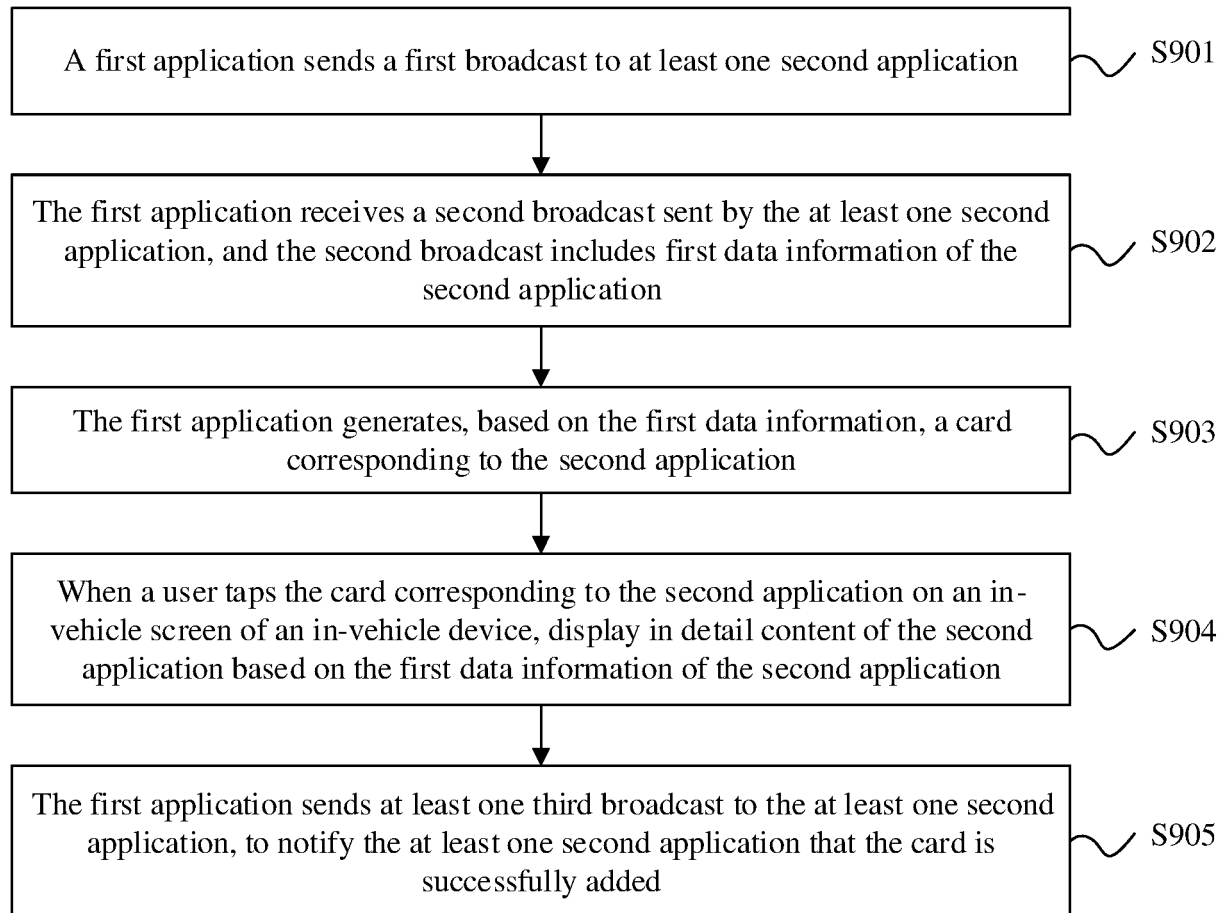 A first application sends a first broadcast to at least one second application
S901
The first application receives a second broadcast sent by the at least one second
application, and the second broadcast includes first data information of the
second application
S902
The first application generates, based on the first data information, a card
corresponding to the second application
S903
When a user taps the card corresponding to the second application on an in-
vehicle screen of an in-vehicle device, display in detail content of the second
application based on the first data information of the second application
S904
The first application sends at least one third broadcast to the at least one second
application, to notify the at least one second application that the card is
successfully added
S905